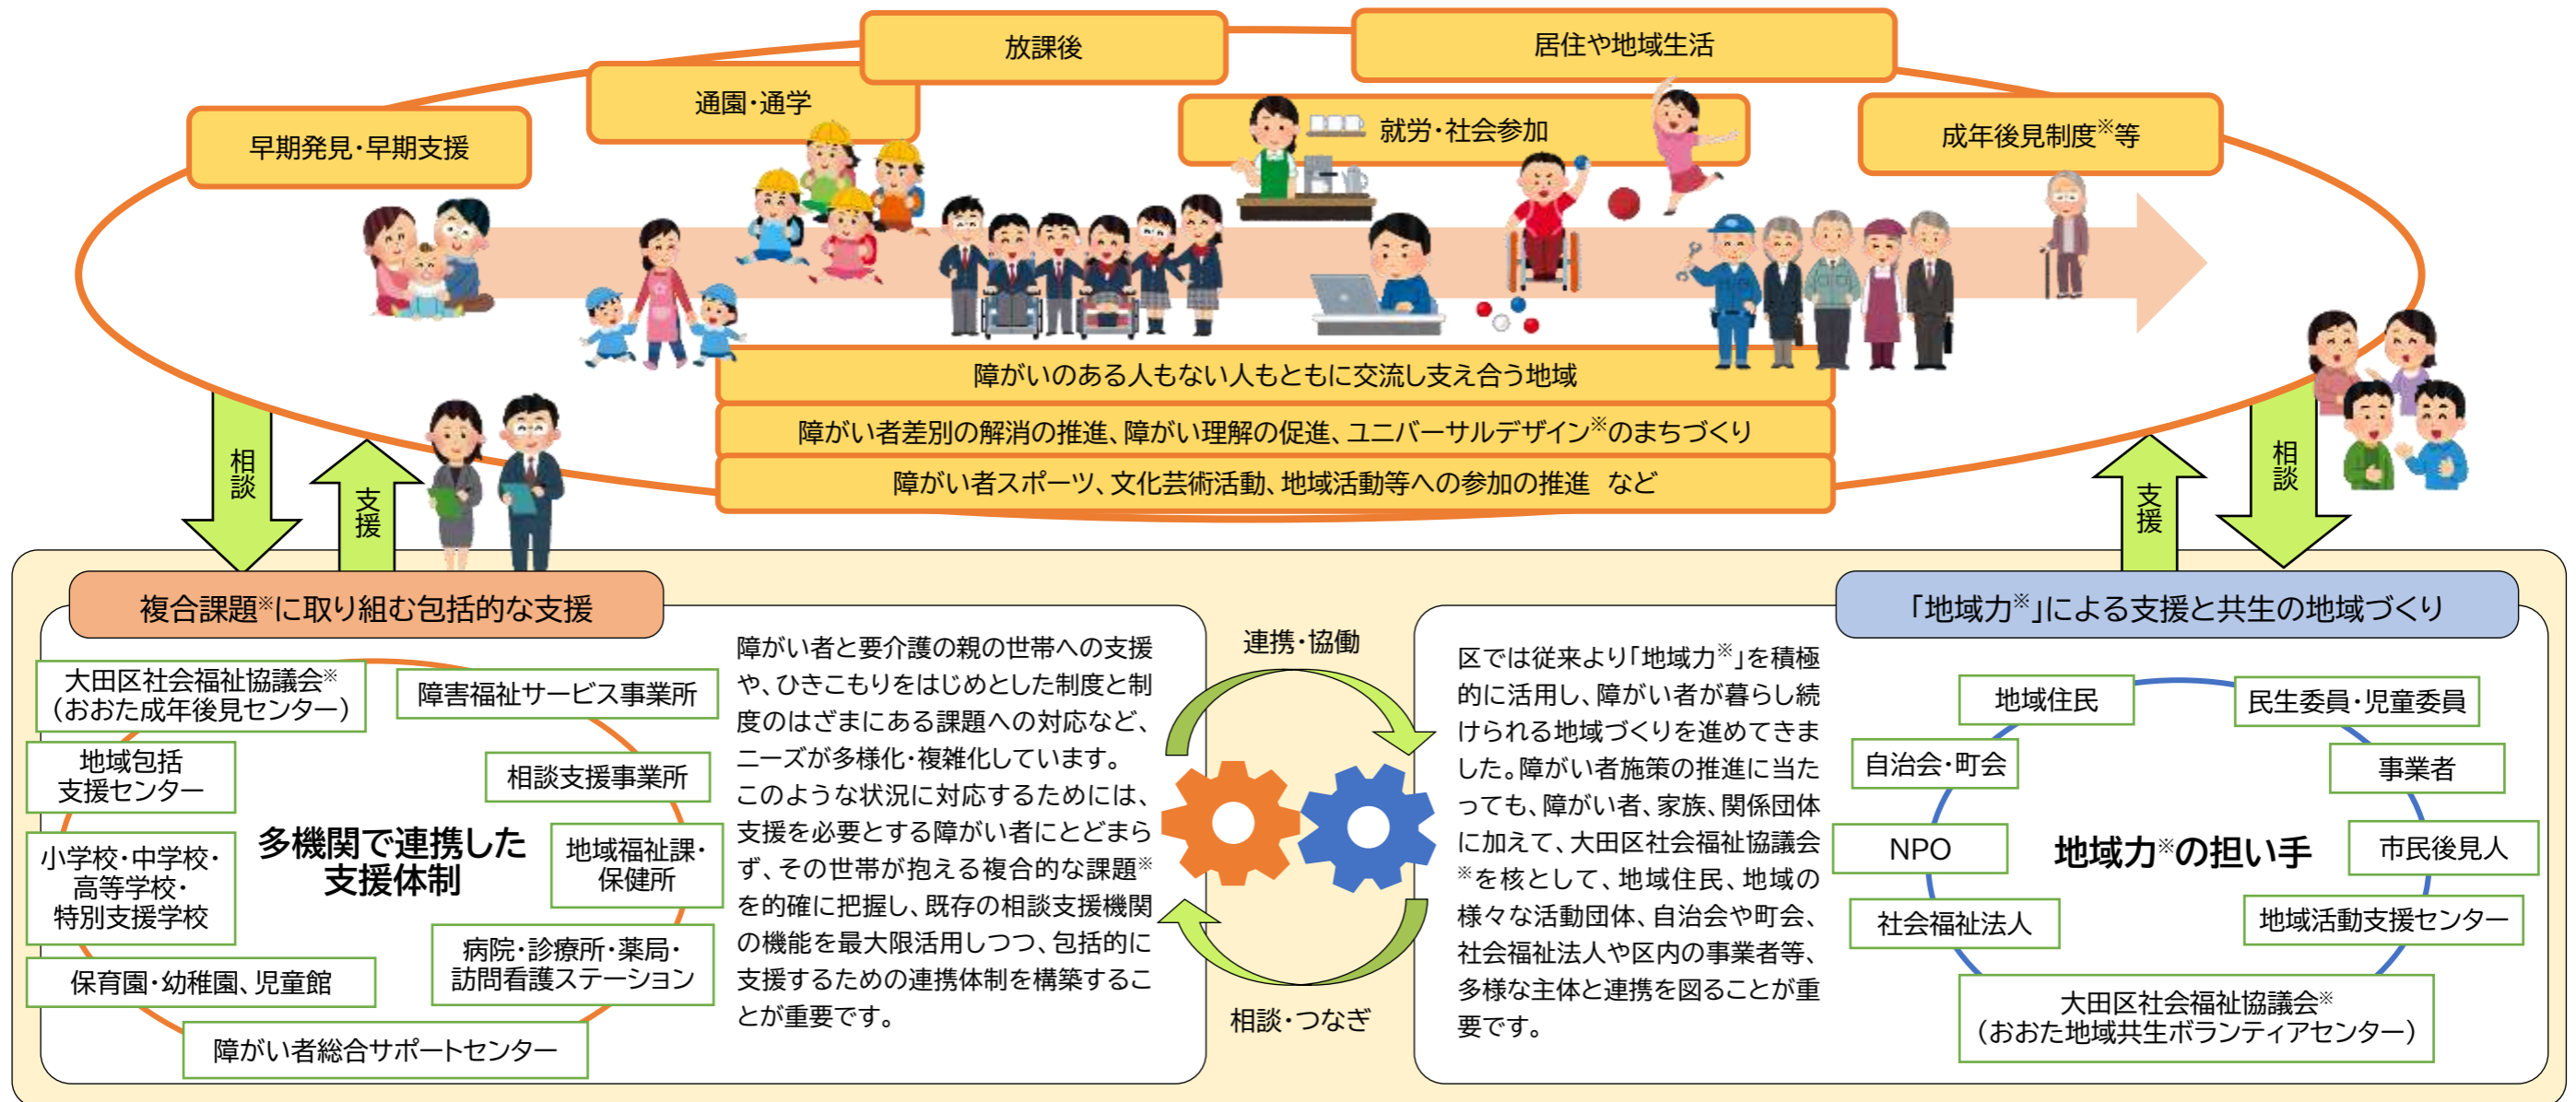 放課後
居住や地域生活
通園・通学
就労・社会参加
早期発見・早期支援
成年後見制度※等
障がいのある人もない人もともに交流し支え合う地域
障がい者差別の解消の推進、障がい理解の促進、ユニバーサルデザイン※のまちづくり
障がい者スポーツ、文化芸術活動、地域活動等への参加の推進 など
相談
支援
支援
相談
複合課題※に取り組む包括的な支援
大田区社会福祉協議会※
(おおた成年後見センター)
障害福祉サービス事業所
地域包括
支援センター
相談支援事業所
小学校・中学校・
高等学校・
特別支援学校
多機関で連携した
支援体制
地域福祉課・
保健所
病院・診療所・薬局・
訪問看護ステーション
保育園・幼稚園、児童館
障がい者総合サポートセンター
障がい者と要介護の親の世帯への支援
や、ひきこもりをはじめとした制度と制
度のはざまにある課題への対応など、
ニーズが多様化・複雑化しています。
このような状況に対応するためには、
支援を必要とする障がい者にとどまら
ず、その世帯が抱える複合的な課題※
を的確に把握し、既存の相談支援機関
の機能を最大限活用しつつ、包括的に
支援するための連携体制を構築するこ
とが重要です。
連携・協働
相談・つなぎ
「地域力※」による支援と共生の地域づくり
区では従来より「地域力※」を積極
的に活用し、障がい者が暮らし続
けられる地域づくりを進めてきま
した。障がい者施策の推進に当た
っても、障がい者、家族、関係団体
に加えて、大田区社会福祉協議会
※を核として、地域住民、地域の
様々な活動団体、自治会や町会、
社会福祉法人や区内の事業者等、
多様な主体と連携を図ることが重
要です。
地域住民
民生委員・児童委員
自治会・町会
事業者
NPO
地域力※の担い手
市民後見人
社会福祉法人
地域活動支援センター
大田区社会福祉協議会※
(おおた地域共生ボランティアセンター)